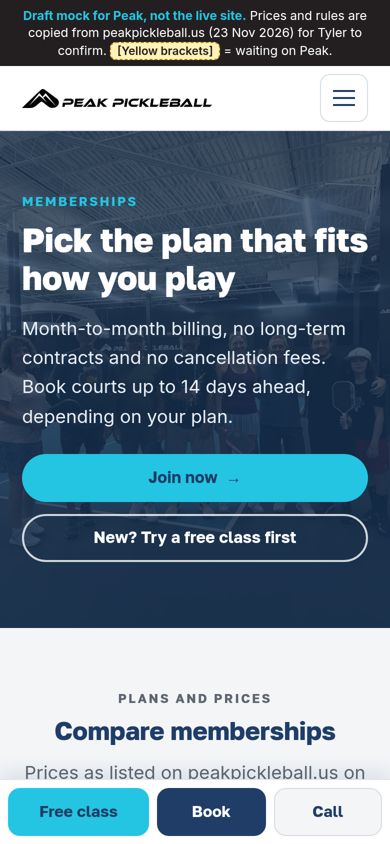 Draft mock for Peak, not the live site. Prices and rules are
copied from peakpickleball.us (23 Nov 2026) for Tyler to
confirm. [Yellow brackets] = waiting on Peak.
PEAK PICKLEBALL
MEMBERSHIPS
Pick the plan that fits
how you play
Month-to-month billing, no long-term
contracts and no cancellation fees.
Book courts up to 14 days ahead,
depending on your plan.
Join now →
New? Try a free class first
PLANS AND PRICES
Compare memberships
Prices as listed on peakpickleball.us on
Free class
Book
Call